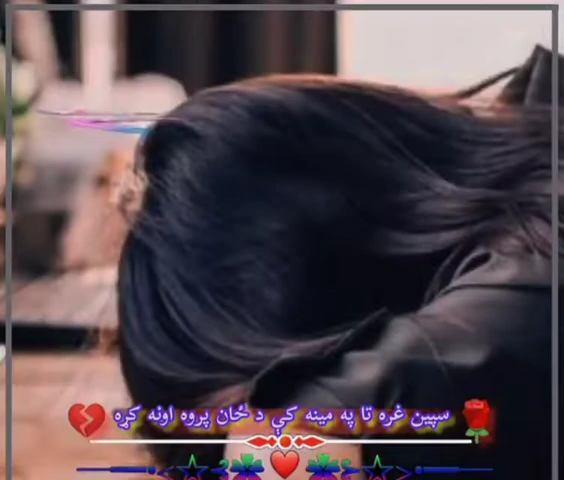 سپین غره تا په مینه کې د ځان پروه اونه کړه